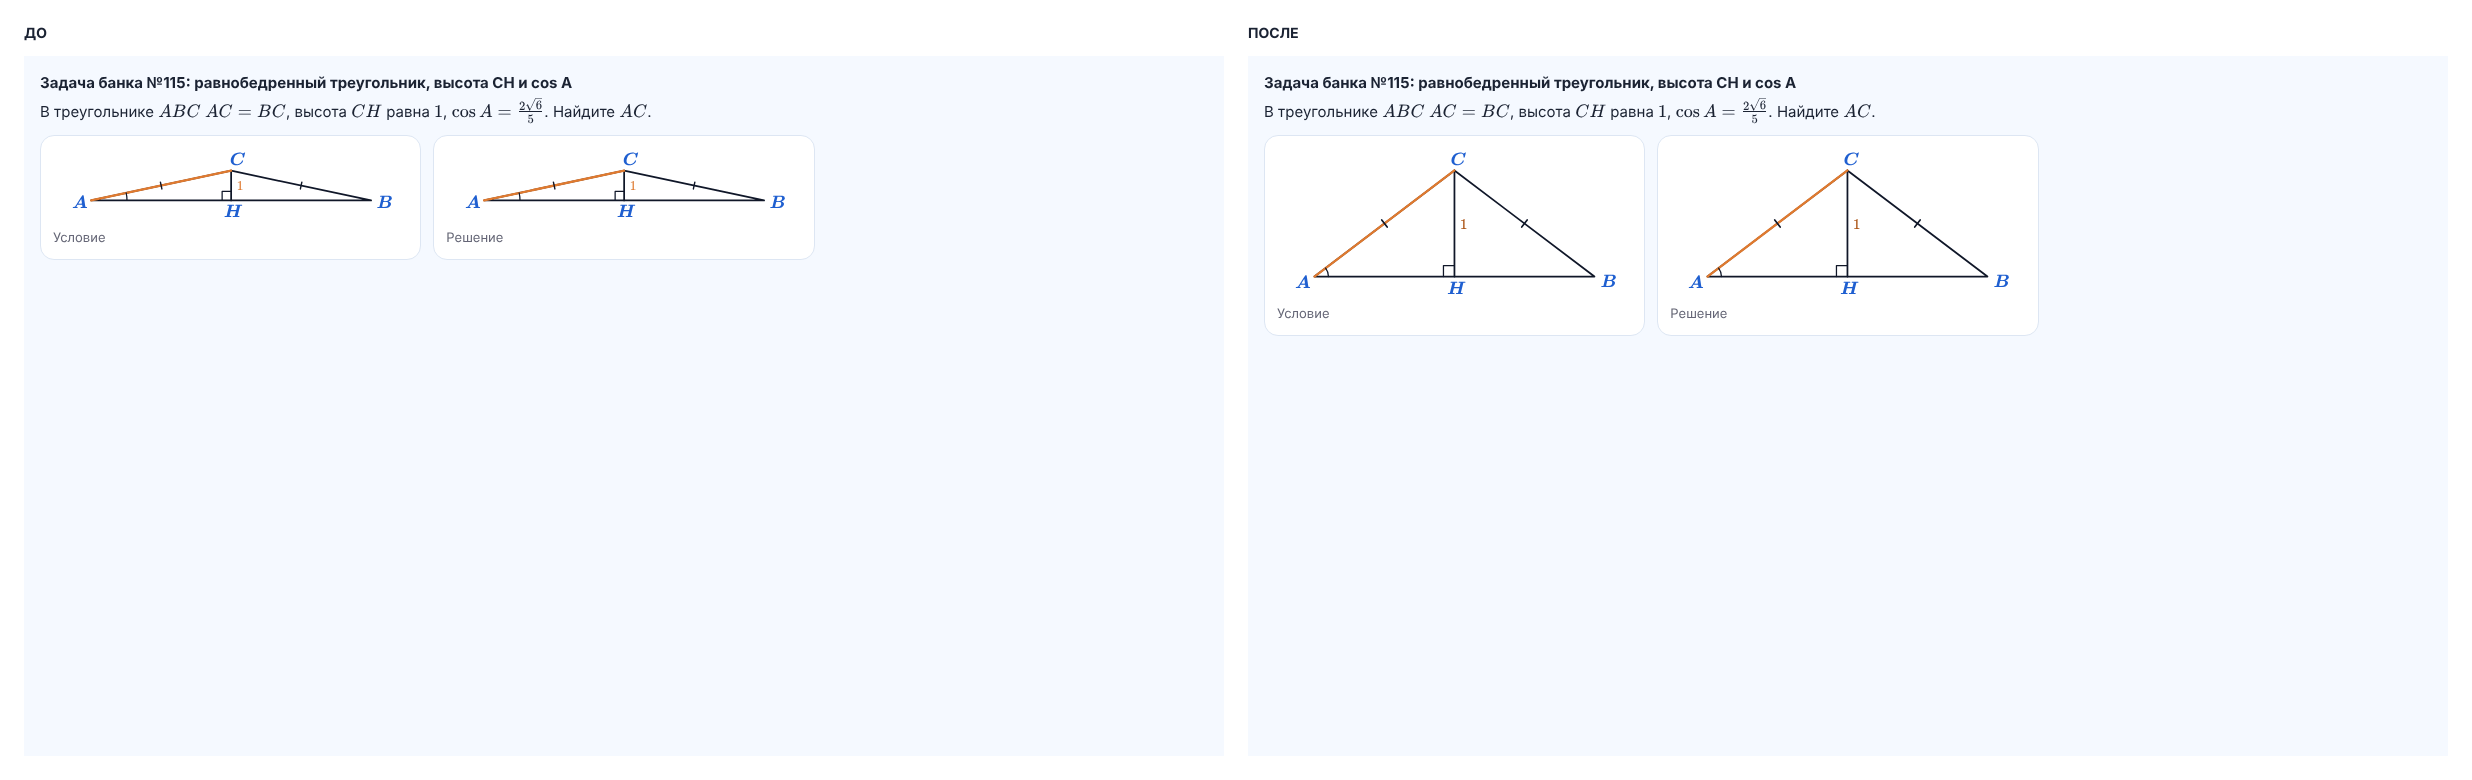 ДО
Задача банка №115: равнобедренный треугольник, высота CH и cos A
В треугольнике ABC AC = BC, высота CH равна 1, cos A = 2√6/5. Найдите AC.
C
1
A
H
B
Условие
C
1
A
H
B
Решение
ПОСЛЕ
Задача банка №115: равнобедренный треугольник, высота CH и cos A
В треугольнике ABC AC = BC, высота CH равна 1, cos A = 2√6/5. Найдите AC.
C
1
A
H
B
Условие
C
1
A
H
B
Решение